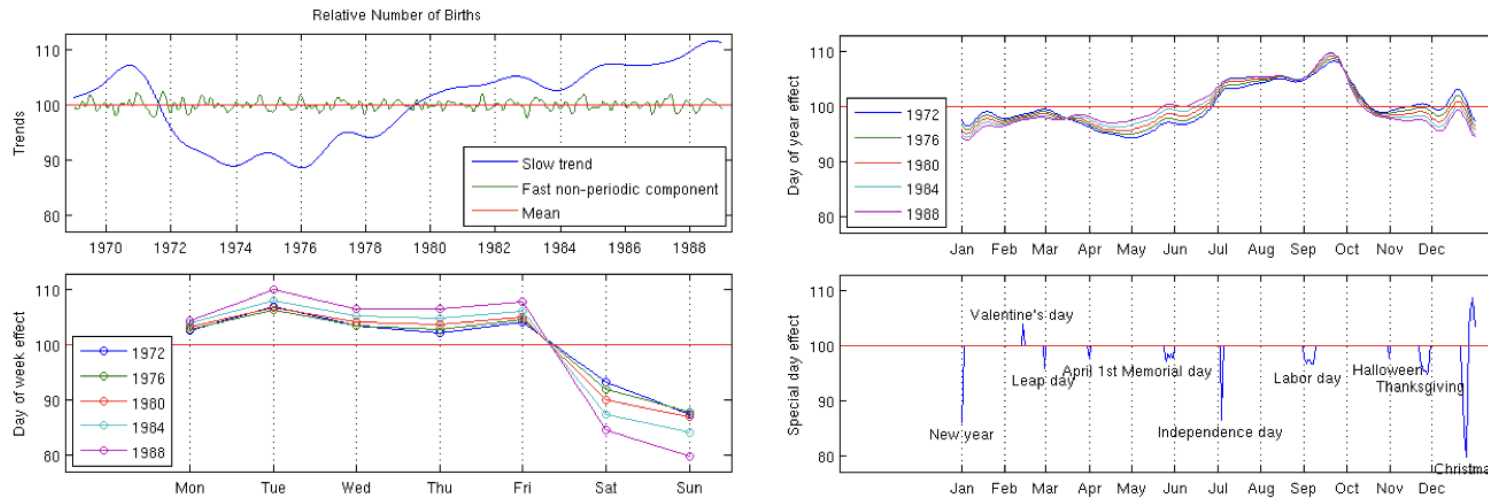 Relative Number of Births
Trends
110
100
90
80
Slow trend
Fast non-periodic component
Mean
1970 1972 1974 1976 1978 1980 1982 1984 1986 1988
Day of year effect
110
100
90
80
1972
1976
1980
1984
1988
Jan Feb Mar Apr May Jun Jul Aug Sep Oct Nov Dec
Day of week effect
110
100
90
80
1972
1976
1980
1984
1988
Mon Tue Wed Thu Fri Sat Sun
Special day effect
110
100
90
80
Valentine's day
Leap day
April 1st
Memorial day
Labor day
Halloween
Thanksgiving
New year
Independence day
Christma
Jan Feb Mar Apr May Jun Jul Aug Sep Oct Nov Dec